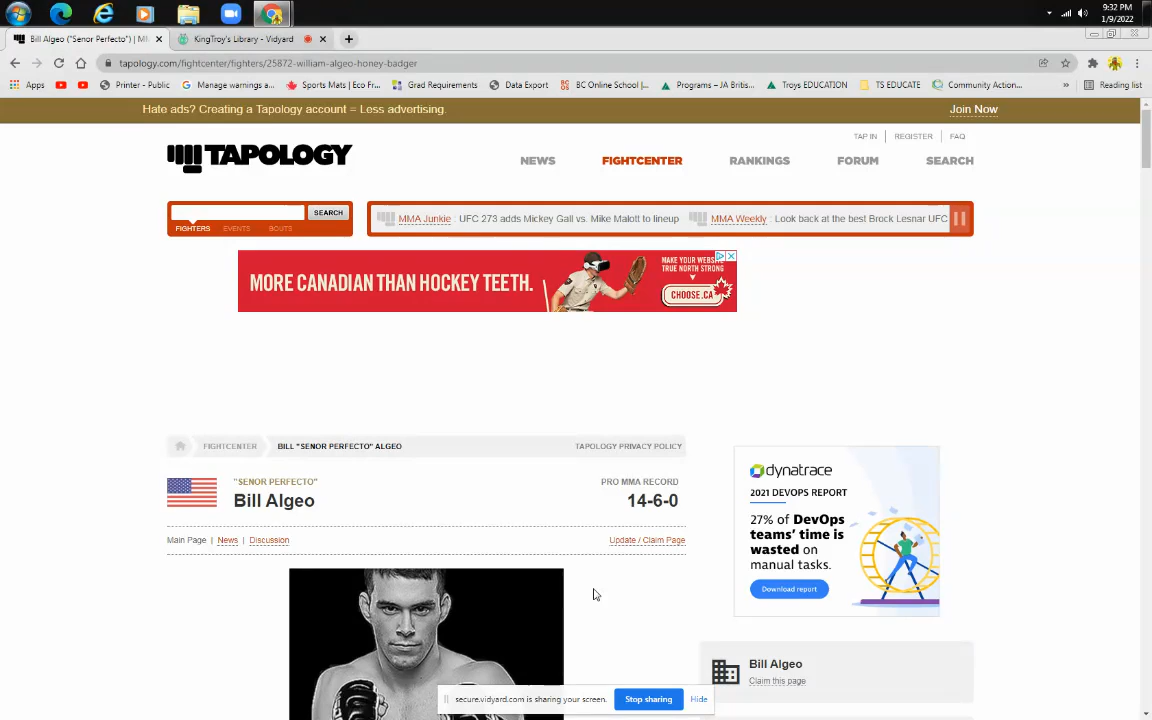 9:32 PM
1/9/2022
Bill Algeo ("Senor Perfecto") | M
KingTroy's Library - Vidyard
tapology.com/fightcenter/fighters/25872-william-algeo-honey-badger
Apps
Printer - Public
Manage warnings a...
Sports Mats | Eco Fr...
Grad Requirements
Data Export
BC Online School |...
Programs – JA Britis...
Troys EDUCATION
TS EDUCATE
Community Action...
»
Reading list
Hate ads? Creating a Tapology account = Less advertising.
Join Now
TAP IN
REGISTER
FAQ
TAPOLOGY
NEWS
FIGHTCENTER
RANKINGS
FORUM
SEARCH
SEARCH
FIGHTERS
EVENTS
BOUTS
MMA Junkie : UFC 273 adds Mickey Gall vs. Mike Malott to lineup
MMA Weekly : Look back at the best Brock Lesnar UFC
MORE CANADIAN THAN HOCKEY TEETH.
MAKE YOUR WEBSITE
TRUE NORTH STRONG
CHOOSE.CA
FIGHTCENTER
BILL "SENOR PERFECTO" ALGEO
TAPOLOGY PRIVACY POLICY
"SENOR PERFECTO"
Bill Algeo
PRO MMA RECORD
14-6-0
Main Page | News | Discussion
Update / Claim Page
dynatrace
2021 DEVOPS REPORT
27% of DevOps
teams' time is
wasted on
manual tasks.
Download report
Bill Algeo
Claim this page
secure.vidyard.com is sharing your screen.
Stop sharing
Hide